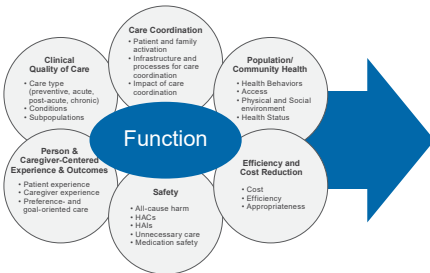 Care Coordination
• Patient and family
activation
• Infrastructure and
processes for care
coordination
• Impact of care
coordination
Clinical
Quality of Care
• Care type
(preventive, acute,
post-acute, chronic)
• Conditions
• Subpopulations
Population/
Community Health
• Health Behaviors
• Access
• Physical and Social
environment
• Health Status
Function
Person &
Caregiver-Centered
Experience & Outcomes
• Patient experience
• Caregiver experience
• Preference- and
goal-oriented care
Safety
• All-cause harm
• HACs
• HAIs
• Unnecessary care
• Medication safety
Efficiency and
Cost Reduction
• Cost
• Efficiency
• Appropriateness